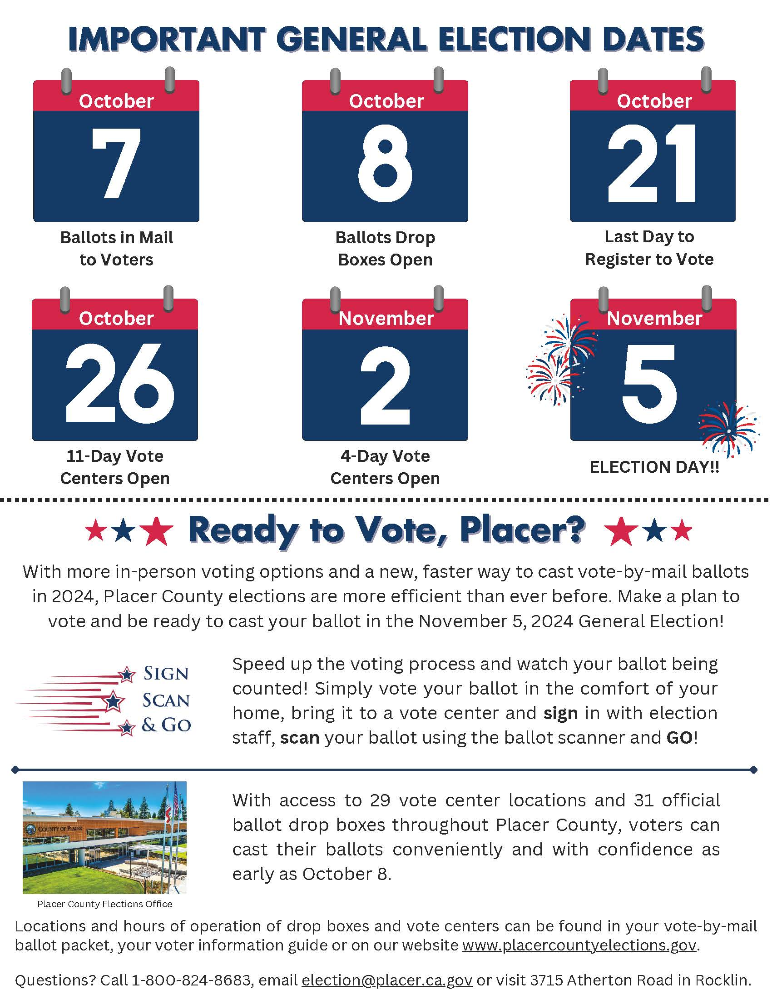 IMPORTANT GENERAL ELECTION DATES
October
7
Ballots in Mail
to Voters
October
8
Ballots Drop
Boxes Open
October
21
Last Day to
Register to Vote
October
26
11-Day Vote
Centers Open
November
2
4-Day Vote
Centers Open
November
5
ELECTION DAY!!
Ready to Vote, Placer?
With more in-person voting options and a new, faster way to cast vote-by-mail ballots
in 2024, Placer County elections are more efficient than ever before. Make a plan to
vote and be ready to cast your ballot in the November 5, 2024 General Election!
SIGN
SCAN
& GO
Speed up the voting process and watch your ballot being
counted! Simply vote your ballot in the comfort of your
home, bring it to a vote center and sign in with election
staff, scan your ballot using the ballot scanner and GO!
COUNTY OF PLACER
Placer County Elections Office
With access to 29 vote center locations and 31 official
ballot drop boxes throughout Placer County, voters can
cast their ballots conveniently and with confidence as
early as October 8.
Locations and hours of operation of drop boxes and vote centers can be found in your vote-by-mail
ballot packet, your voter information guide or on our website www.placercountyelections.gov.
Questions? Call 1-800-824-8683, email election@placer.ca.gov or visit 3715 Atherton Road in Rocklin.